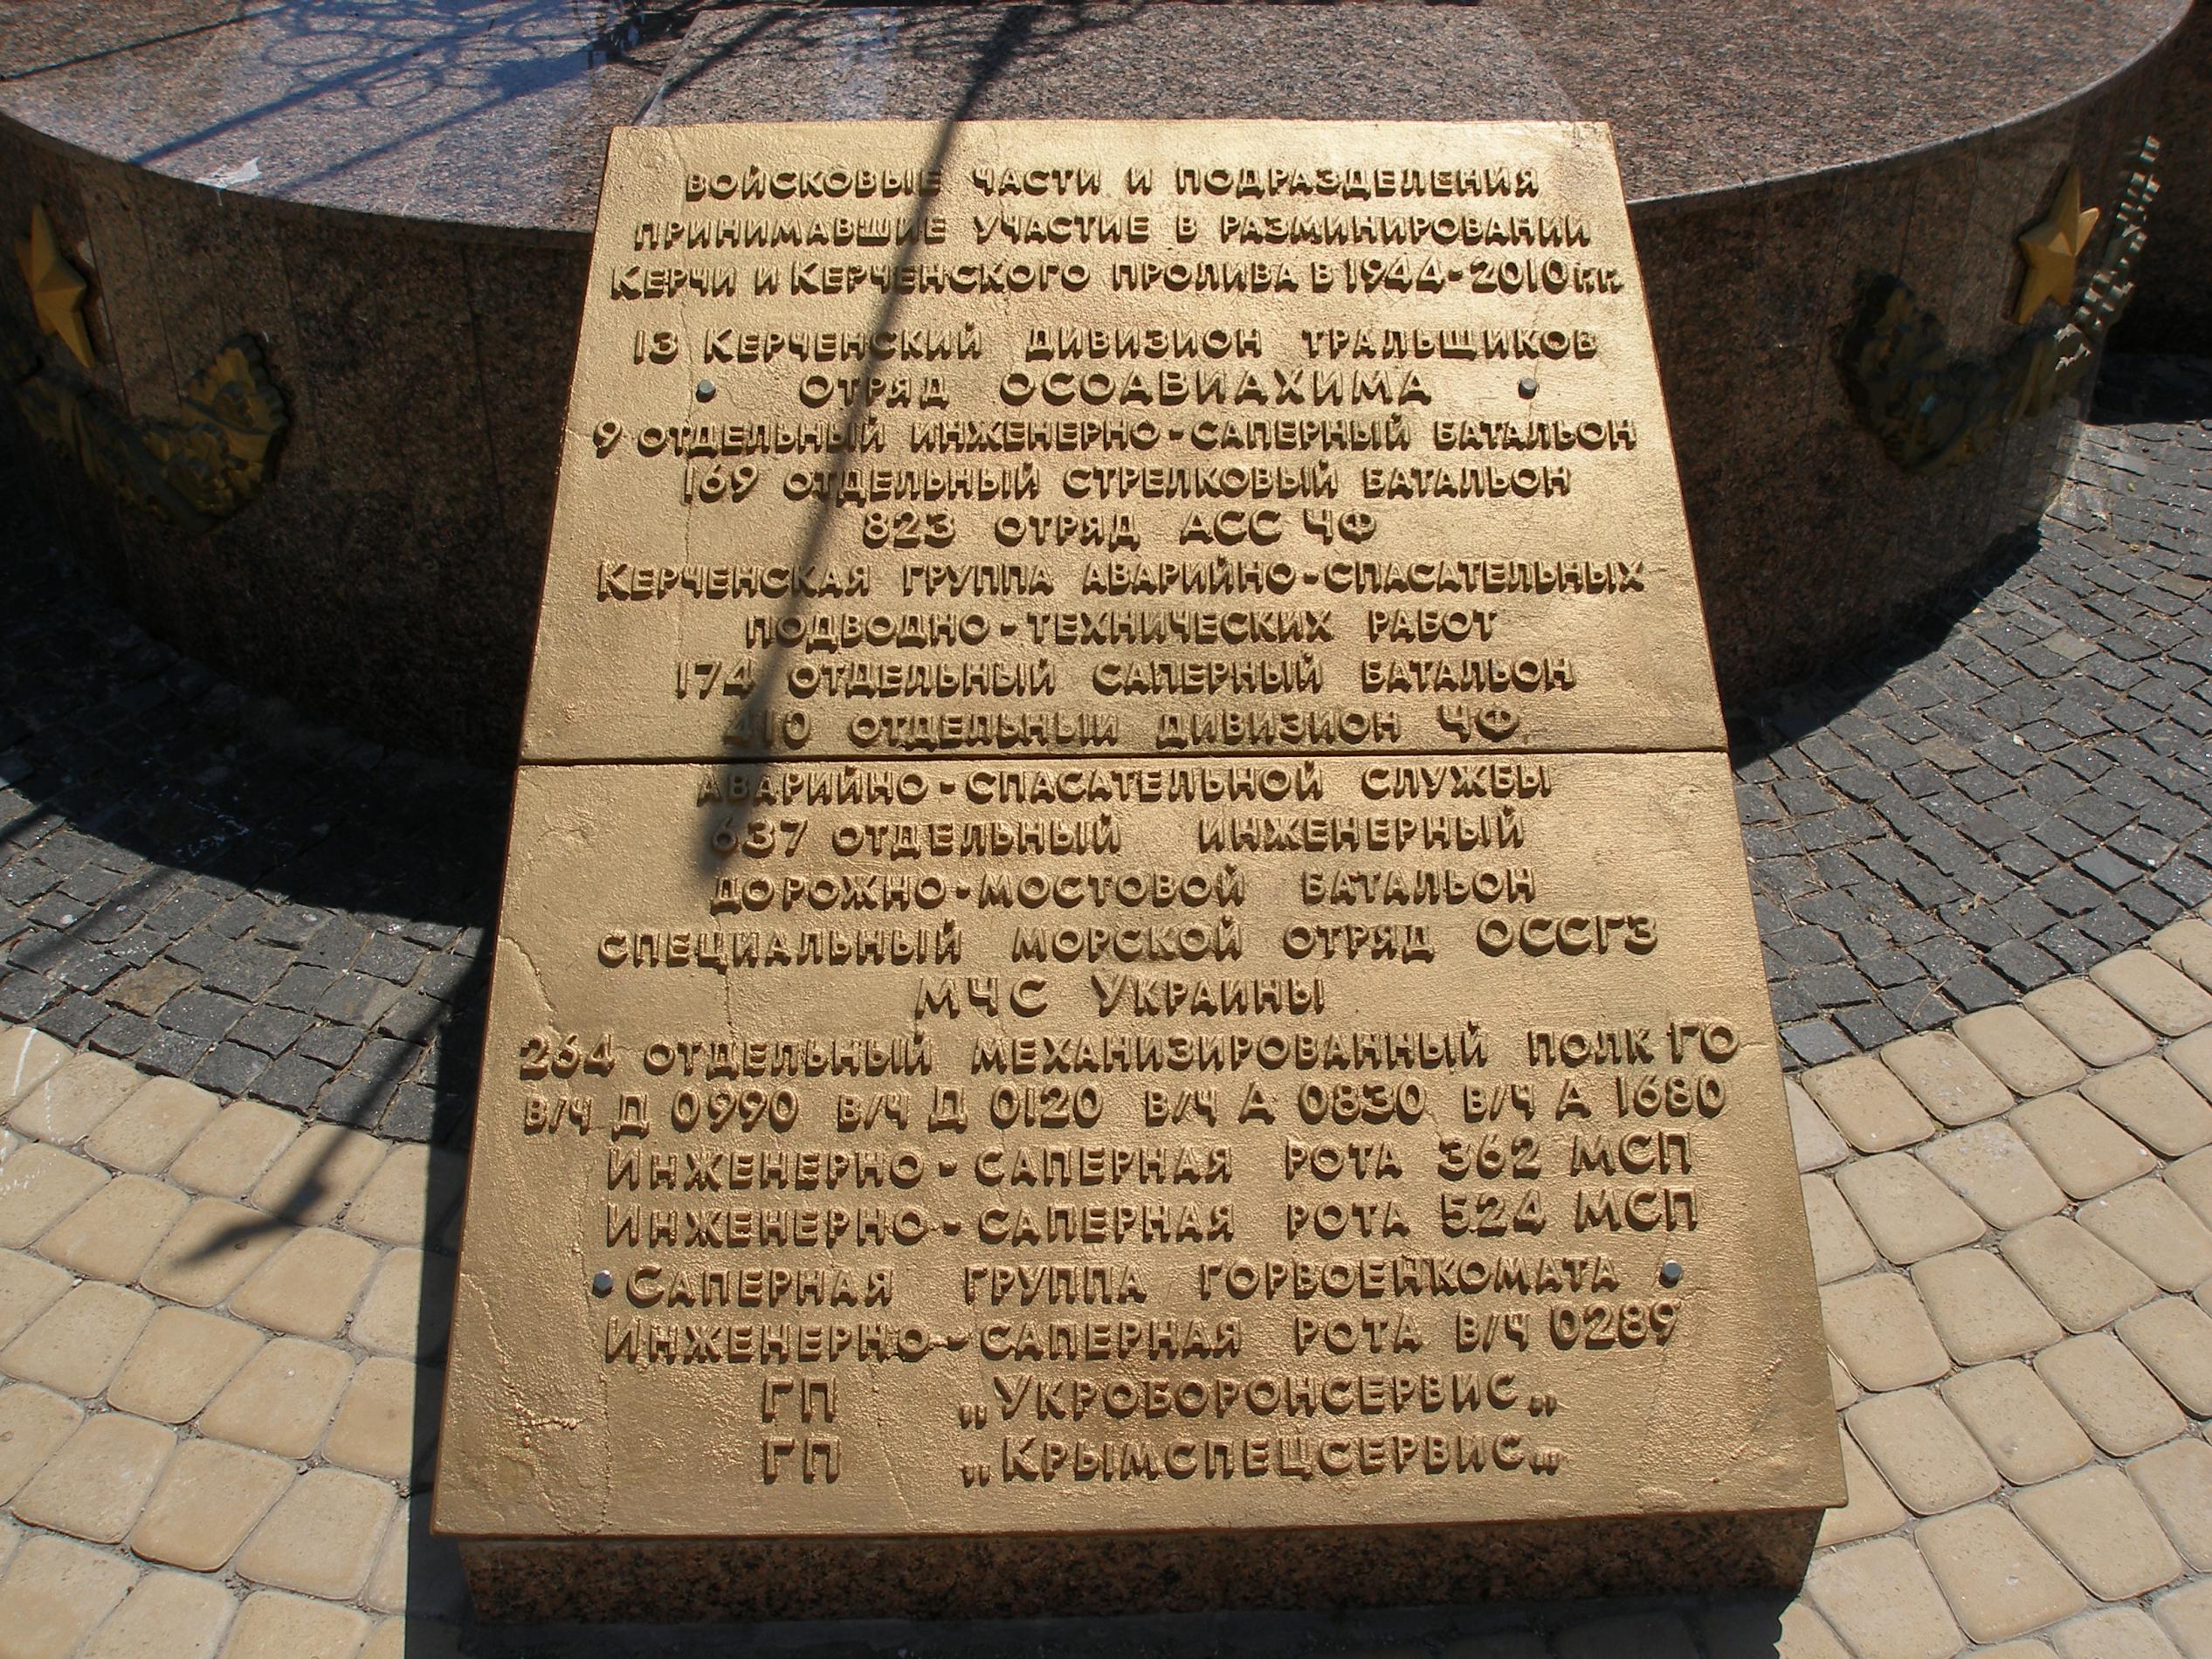 ВОЙСКОВЫЕ ЧАСТИ И ПОДРАЗДЕЛЕНИЯ
ПРИНИМАВШИЕ УЧАСТИЕ В РАЗМИНИРОВАНИИ
КЕРЧИ И КЕРЧЕНСКОГО ПРОЛИВА В 1944-2010 г.г.
13 КЕРЧЕНСКИЙ ДИВИЗИОН ТРАЛЬЩИКОВ
ОТРЯД ОСОАВИАХИМА
9 ОТДЕЛЬНЫЙ ИНЖЕНЕРНО-САПЕРНЫЙ БАТАЛЬОН
169 ОТДЕЛЬНЫЙ СТРЕЛКОВЫЙ БАТАЛЬОН
823 ОТРЯД АСС ЧФ
КЕРЧЕНСКАЯ ГРУППА АВАРИЙНО-СПАСАТЕЛЬНЫХ
ПОДВОДНО-ТЕХНИЧЕСКИХ РАБОТ
174 ОТДЕЛЬНЫЙ САПЕРНЫЙ БАТАЛЬОН
410 ОТДЕЛЬНЫЙ ДИВИЗИОН ЧФ
АВАРИЙНО-СПАСАТЕЛЬНОЙ СЛУЖБЫ
637 ОТДЕЛЬНЫЙ ИНЖЕНЕРНЫЙ
ДОРОЖНО-МОСТОВОЙ БАТАЛЬОН
СПЕЦИАЛЬНЫЙ МОРСКОЙ ОТРЯД ОССГЗ
МЧС УКРАИНЫ
264 ОТДЕЛЬНЫЙ МЕХАНИЗИРОВАННЫЙ ПОЛК ГО
В/Ч Д 0990 В/Ч Д 0120 В/Ч А 0830 В/Ч А 1680
ИНЖЕНЕРНО-САПЕРНАЯ РОТА 362 МСП
ИНЖЕНЕРНО-САПЕРНАЯ РОТА 524 МСП
САПЕРНАЯ ГРУППА ГОРВОЕНКОМАТА
ИНЖЕНЕРНО-САПЕРНАЯ РОТА В/Ч 0289
ГП „УКРОБОРОНСЕРВИС„
ГП „КРЫМСПЕЦСЕРВИС„